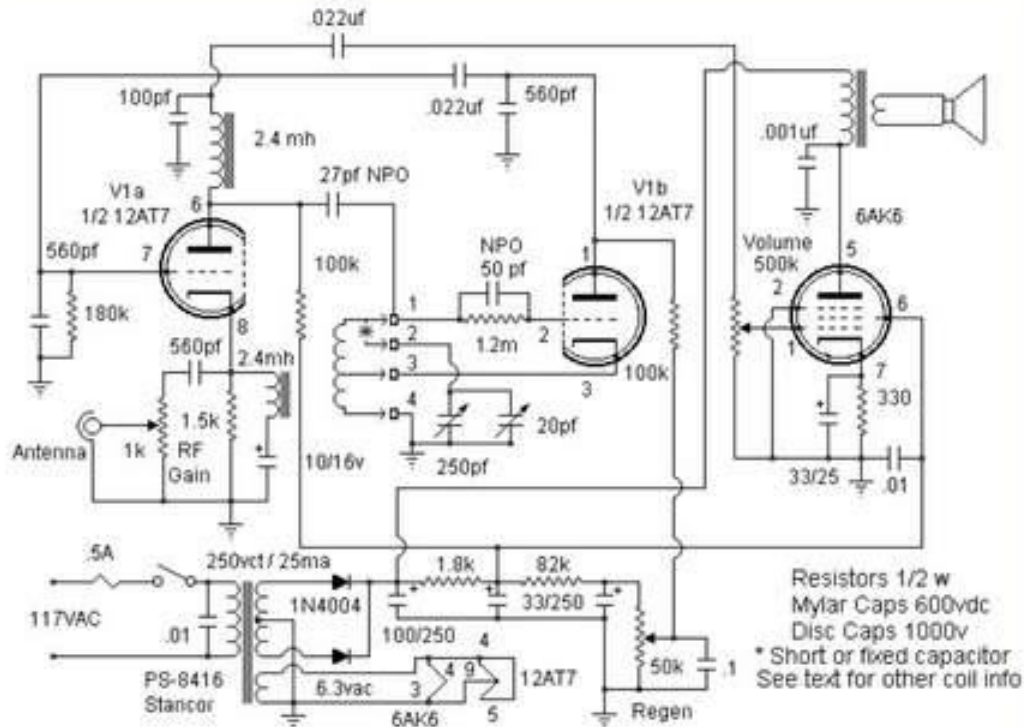 .022uf
100pf
.022uf
560pf
2.4 mh
.001uf
27pf NPO
V1a
1/2 12AT7
6
V1b
1/2 12AT7
6AK6
560pf
7
NPO
50 pf
1
Volume
500k
5
2
6
100k
180k
8
1
2
1.2m
2
1
560pf
2.4mh
3
3
100k
7
330
4
1.5k
20pf
Antenna
1k
RF
Gain
10/16v
250pf
33/25
.01
.5A
250vct / 25ma
1.8k
82k
Resistors 1/2 w
Mylar Caps 600vdc
Disc Caps 1000v
* Short or fixed capacitor
See text for other coil info
117VAC
1N4004
33/250
.01
100/250
4
4
9
12AT7
50k
.1
PS-8416
Stancor
6.3vac
3
5
6AK6
Regen